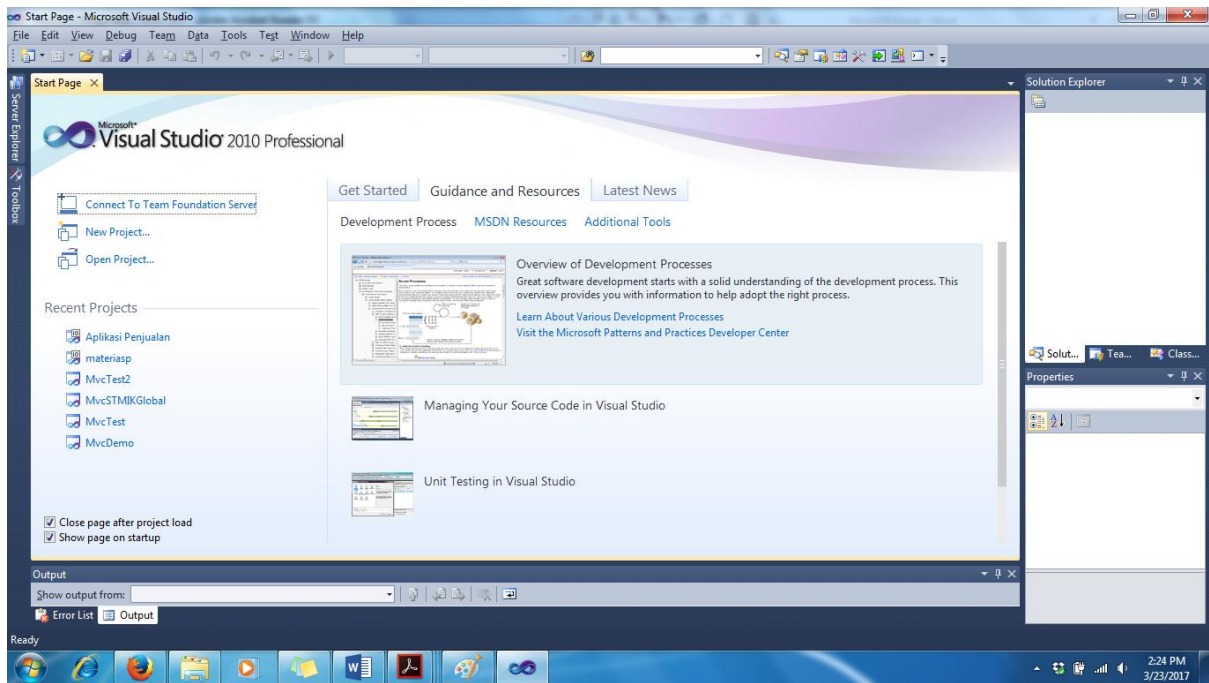 Start Page - Microsoft Visual Studio
File Edit View Debug Team Data Tools Test Window Help
Start Page
Server Explorer
Toolbox
Microsoft
Visual Studio 2010 Professional
Connect To Team Foundation Server
New Project...
Open Project...
Recent Projects
Aplikasi Penjualan
materiasp
MvcTest2
MvcSTMIKGlobal
MvcTest
MvcDemo
Close page after project load
Show page on startup
Get Started Guidance and Resources Latest News
Development Process MSDN Resources Additional Tools
Overview of Development Processes
Great software development starts with a solid understanding of the development process. This
overview provides you with information to help adopt the right process.
Learn About Various Development Processes
Visit the Microsoft Patterns and Practices Developer Center
Managing Your Source Code in Visual Studio
Unit Testing in Visual Studio
Solution Explorer
Solut... Tea... Class...
Properties
Output
Show output from:
Error List Output
Ready
2:24 PM
3/23/2017